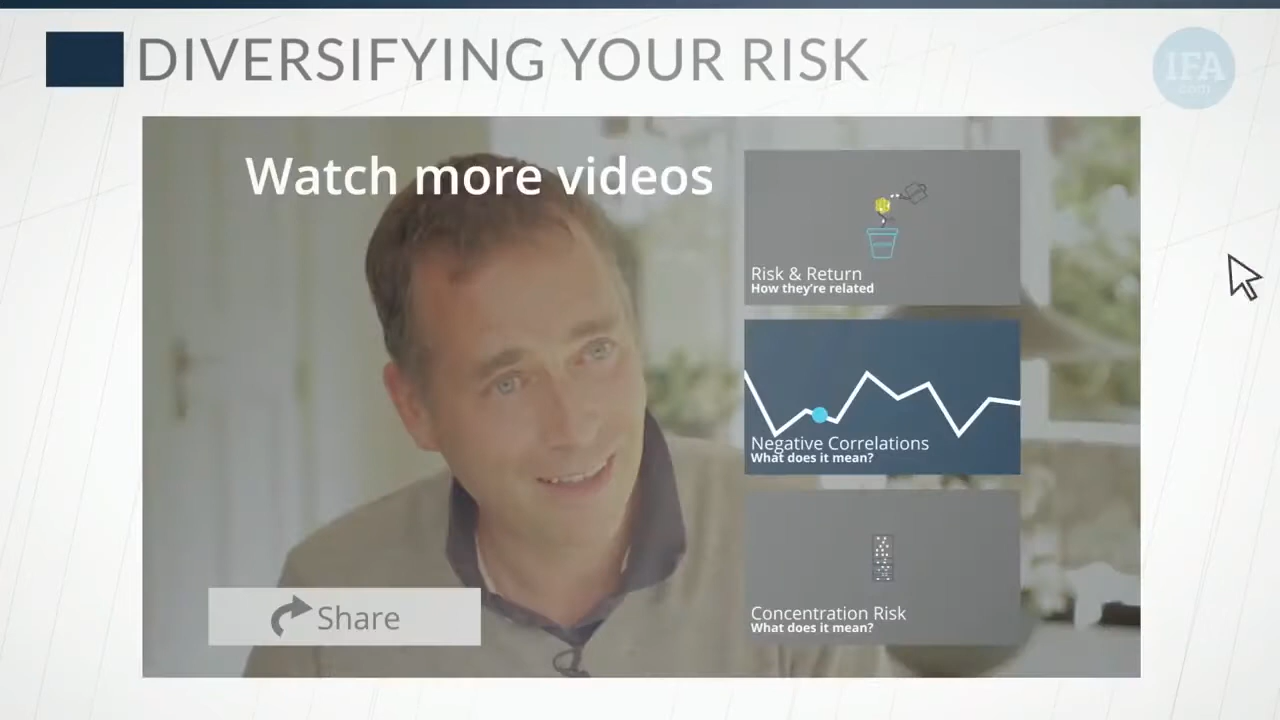 DIVERSIFYING YOUR RISK
IFA
.com
Watch more videos
Risk & Return
How they're related
Negative Correlations
What does it mean?
Concentration Risk
What does it mean?
Share